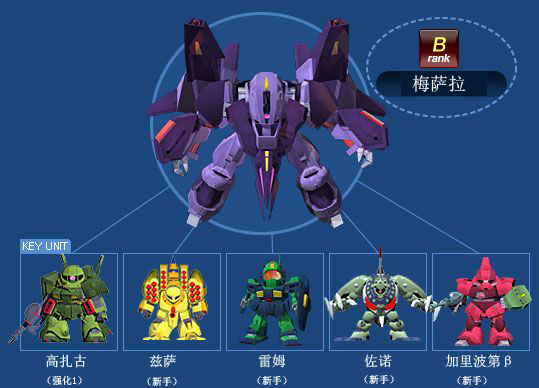 B
rank
梅萨拉
KEY UNIT
高扎古
(强化1)
兹萨
(新手)
雷姆
(新手)
佐诺
(新手)
加里波第β
(新手)